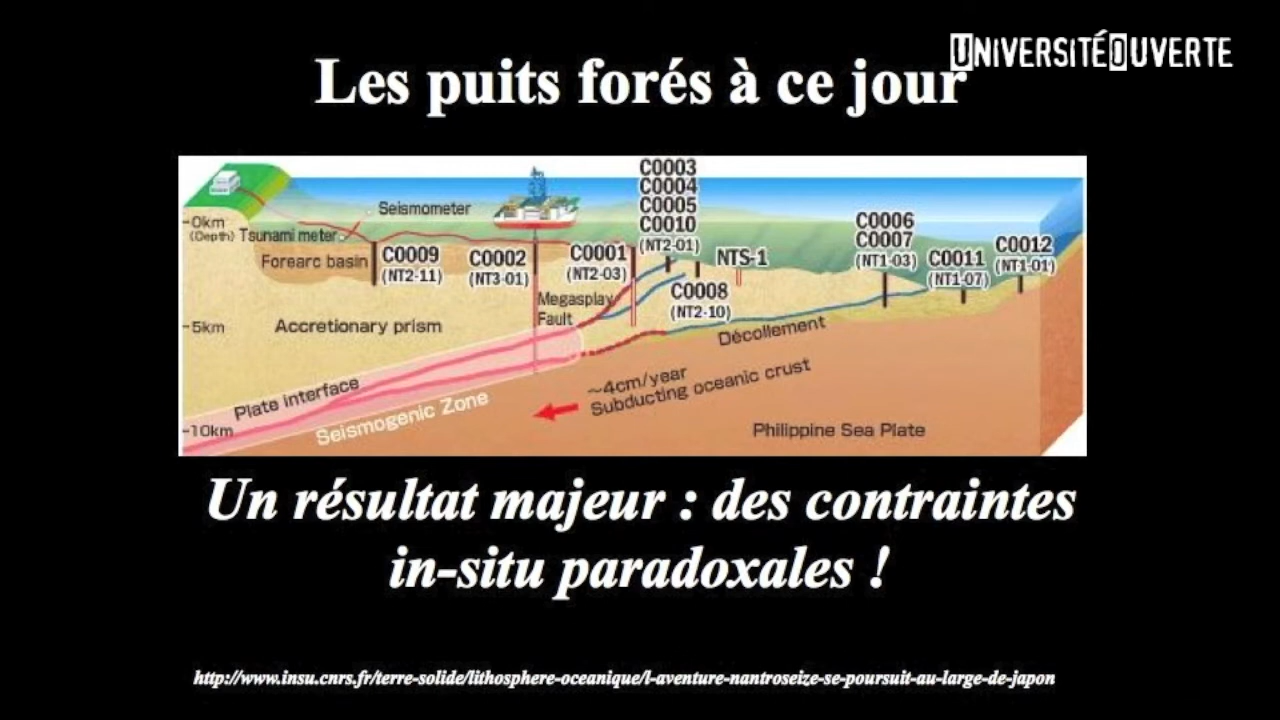 UNIVERSITÉOUVERTE
Les puits forés à ce jour
C0003
C0004
C0005
C0010
(NT2-01)
Seismometer
-0km
(Depth) Tsunami meter
Forearc basin
C0009
(NT2-11)
C0002
(NT3-01)
C0001
(NT2-03)
NTS-1
C0006
C0007
(NT1-03)
C0011
(NT1-07)
C0012
(NT1-01)
C0008
(NT2-10)
Megasplay
Fault
-5km
Accretionary prism
Décollement
Plate interface
~4cm/year
Subducting oceanic crust
Seismogenic Zone
-10km
Philippine Sea Plate
Un résultat majeur : des contraintes
in-situ paradoxales !
http://www.insu.cnrs.fr/terre-solide/lithosphere-oceanique/l-aventure-nantroseize-se-poursuit-au-large-de-japon